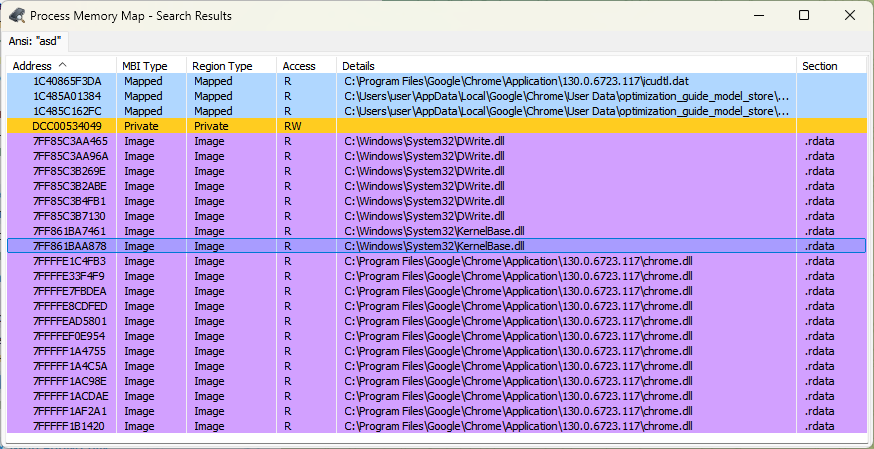 Process Memory Map - Search Results
Ansi: "asd"
Address MBI Type Region Type Access Details Section
1C40865F3DA Mapped Mapped R C:\Program Files\Google\Chrome\Application\130.0.6723.117\icudtl.dat
1C485A01384 Mapped Mapped R C:\Users\user\AppData\Local\Google\Chrome\User Data\optimization_guide_model_store\...
1C485C162FC Mapped Mapped R C:\Users\user\AppData\Local\Google\Chrome\User Data\optimization_guide_model_store\...
DCC00534049 Private Private RW
7FF85C3AA465 Image Image R C:\Windows\System32\DWrite.dll .rdata
7FF85C3AA96A Image Image R C:\Windows\System32\DWrite.dll .rdata
7FF85C3B269E Image Image R C:\Windows\System32\DWrite.dll .rdata
7FF85C3B2ABE Image Image R C:\Windows\System32\DWrite.dll .rdata
7FF85C3B4FB1 Image Image R C:\Windows\System32\DWrite.dll .rdata
7FF85C3B7130 Image Image R C:\Windows\System32\DWrite.dll .rdata
7FF861BA7461 Image Image R C:\Windows\System32\KernelBase.dll .rdata
7FF861BAA878 Image Image R C:\Windows\System32\KernelBase.dll .rdata
7FFFFE1C4FB3 Image Image R C:\Program Files\Google\Chrome\Application\130.0.6723.117\chrome.dll .rdata
7FFFFE33F4F9 Image Image R C:\Program Files\Google\Chrome\Application\130.0.6723.117\chrome.dll .rdata
7FFFFE7FBDEA Image Image R C:\Program Files\Google\Chrome\Application\130.0.6723.117\chrome.dll .rdata
7FFFFE8CDFED Image Image R C:\Program Files\Google\Chrome\Application\130.0.6723.117\chrome.dll .rdata
7FFFFEAD5801 Image Image R C:\Program Files\Google\Chrome\Application\130.0.6723.117\chrome.dll .rdata
7FFFFEF0E954 Image Image R C:\Program Files\Google\Chrome\Application\130.0.6723.117\chrome.dll .rdata
7FFFFF1A4755 Image Image R C:\Program Files\Google\Chrome\Application\130.0.6723.117\chrome.dll .rdata
7FFFFF1A4C5A Image Image R C:\Program Files\Google\Chrome\Application\130.0.6723.117\chrome.dll .rdata
7FFFFF1AC98E Image Image R C:\Program Files\Google\Chrome\Application\130.0.6723.117\chrome.dll .rdata
7FFFFF1ACDAE Image Image R C:\Program Files\Google\Chrome\Application\130.0.6723.117\chrome.dll .rdata
7FFFFF1AF2A1 Image Image R C:\Program Files\Google\Chrome\Application\130.0.6723.117\chrome.dll .rdata
7FFFFF1B1420 Image Image R C:\Program Files\Google\Chrome\Application\130.0.6723.117\chrome.dll .rdata